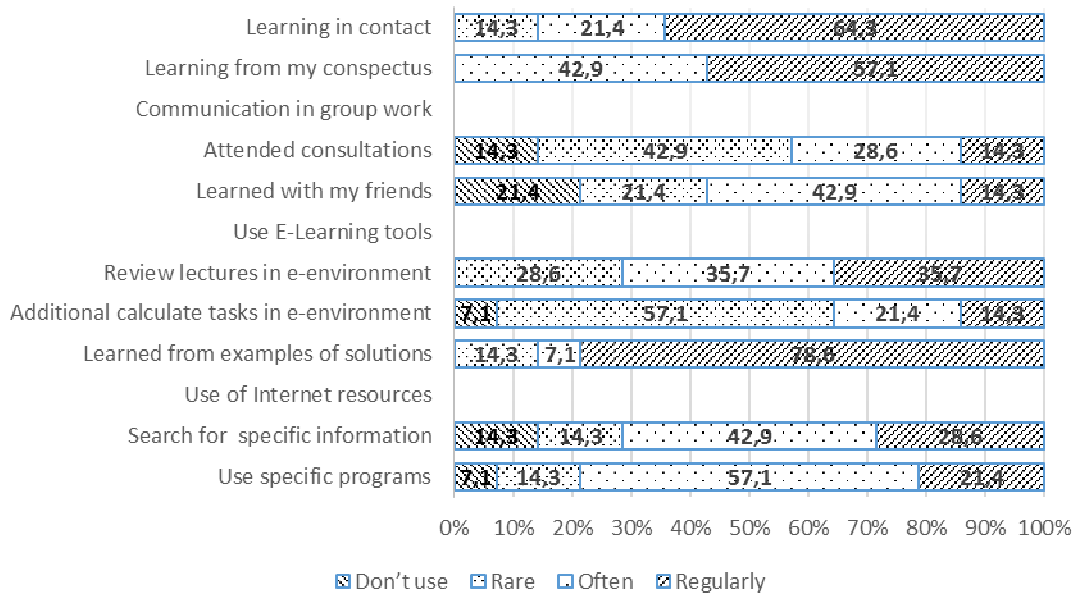 Learning in contact 14,3 21,4 64,3
Learning from my conspectus 42,9 57,1
Communication in group work
Attended consultations 14,3 42,9 28,6 14,3
Learned with my friends 21,4 21,4 42,9 14,3
Use E-Learning tools
Review lectures in e-environment 28,6 35,7 35,7
Additional calculate tasks in e-environment 7,1 57,1 21,4 14,3
Learned from examples of solutions 14,3 7,1
Use of Internet resources
Search for specific information 14,3 14,3 42,9 28,6
Use specific programs 7,1 14,3 57,1 21,4
0% 10% 20% 30% 40% 50% 60% 70% 80% 90% 100%
Don't use Rare Often Regularly